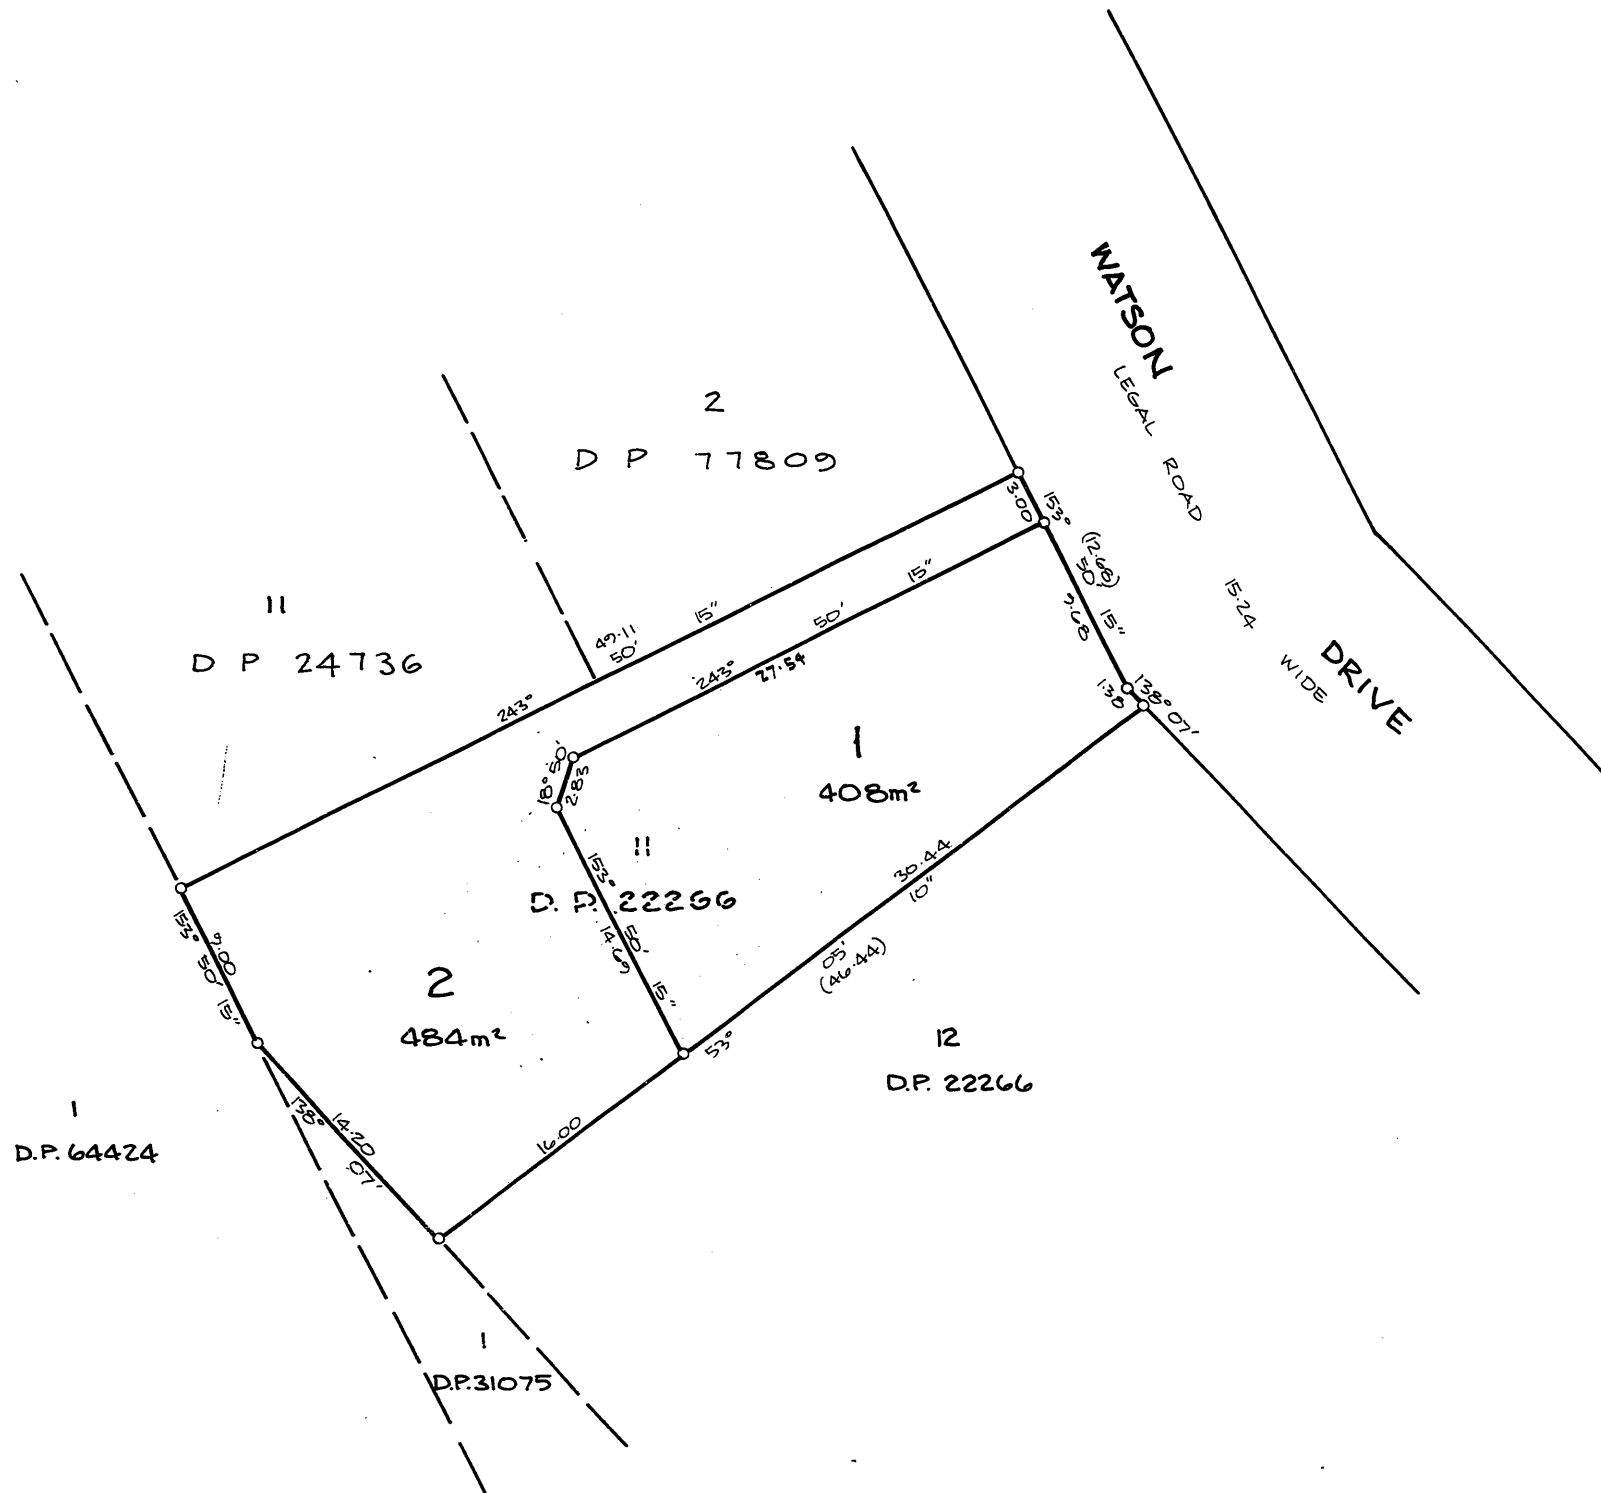 WATSON
LEGAL ROAD 15.24 WIDE
DRIVE
2
D P 77809
11
D P 24736
3.00
153° 50' 15"
(12.68)
9.68
138° 07'
1.38
49.11
243° 50' 15"
243° 50' 15"
27.54
18° 50'
2.83
1
408m²
11
D. P. 22266
153° 50' 15"
14.69
30.44
53° 05' 10"
(46.44)
153° 50' 15"
9.00
2
484m²
12
D.P. 22266
1
D.P. 64424
138° 07'
14.20
16.00
1
D.P. 31075